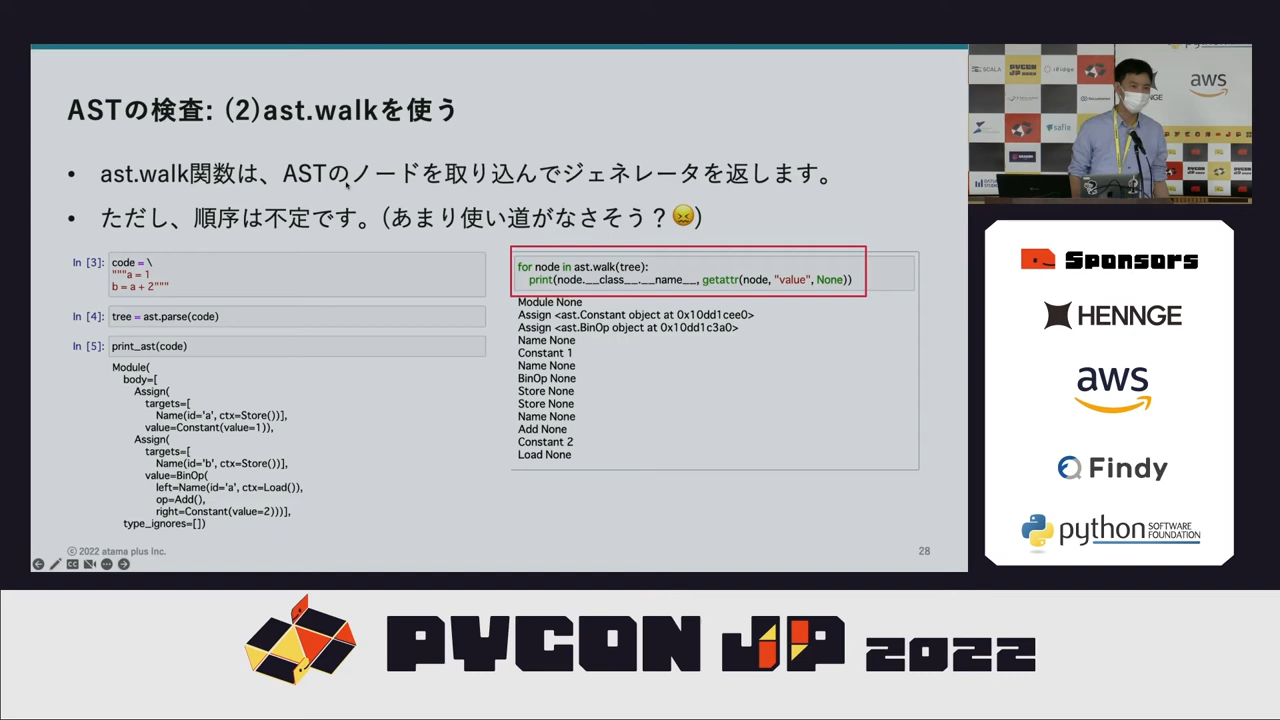 ASTの検査: (2)ast.walkを使う
• ast.walk関数は、ASTのノードを取り込んでジェネレータを返します。
• ただし、順序は不定です。(あまり使い道がなさそう？😖)
In [3]: code = \
"""a = 1
b = a + 2"""
In [4]: tree = ast.parse(code)
In [5]: print_ast(code)
Module(
body=[
Assign(
targets=[
Name(id='a', ctx=Store())],
value=Constant(value=1)),
Assign(
targets=[
Name(id='b', ctx=Store())],
value=BinOp(
left=Name(id='a', ctx=Load()),
op=Add(),
right=Constant(value=2)))],
type_ignores=[])
for node in ast.walk(tree):
print(node.__class__.__name__, getattr(node, "value", None))
Module None
Assign <ast.Constant object at 0x10dd1cee0>
Assign <ast.BinOp object at 0x10dd1c3a0>
Name None
Constant 1
Name None
BinOp None
Store None
Store None
Name None
Add None
Constant 2
Load None
© 2022 atama plus Inc.
28
SCALA
PYCON JP 2022
aws
safie
HENNGE
Sponsors
HENNGE
aws
Findy
python SOFTWARE FOUNDATION
PYCON JP 2022